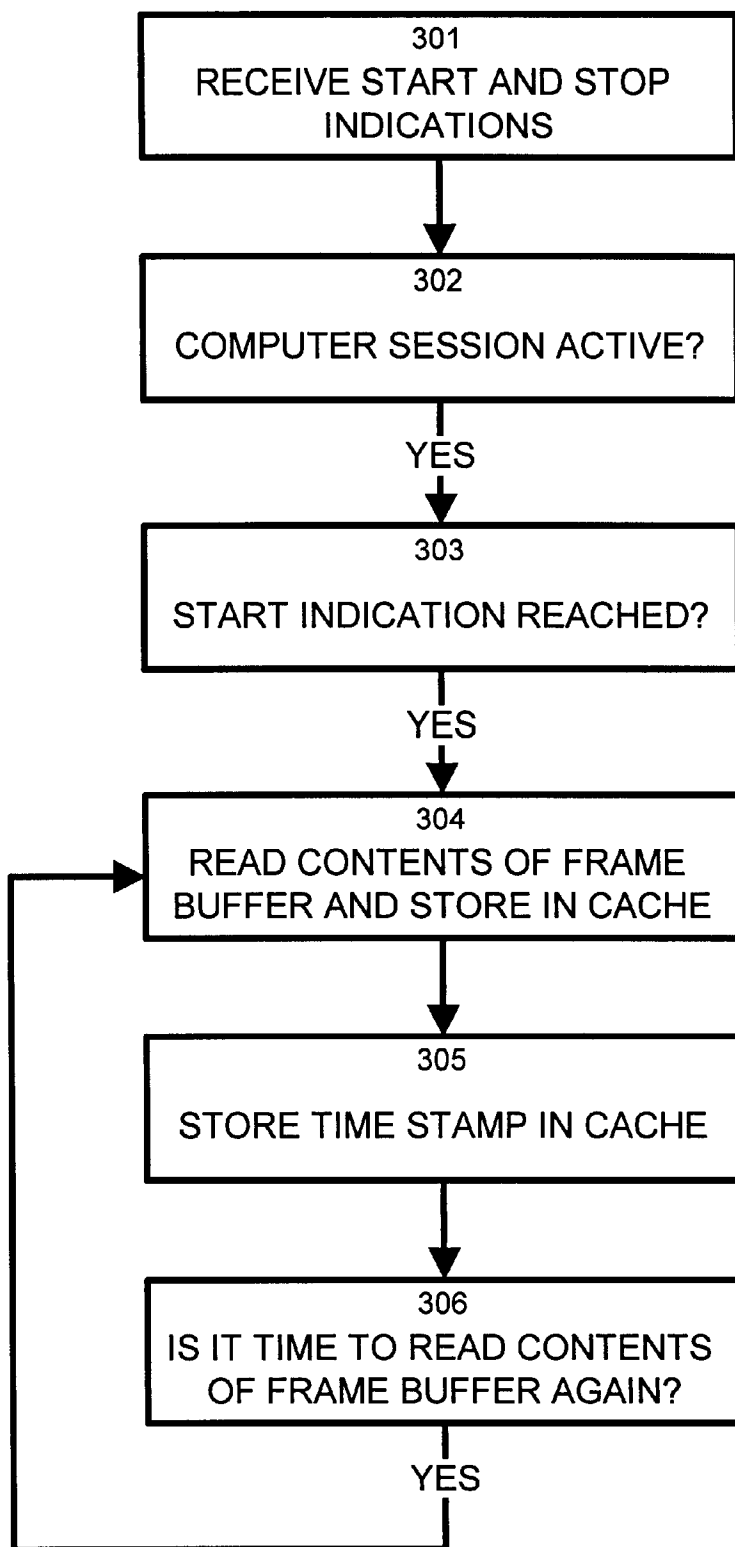 301
RECEIVE START AND STOP
INDICATIONS
302
COMPUTER SESSION ACTIVE?
YES
303
START INDICATION REACHED?
YES
304
READ CONTENTS OF FRAME
BUFFER AND STORE IN CACHE
305
STORE TIME STAMP IN CACHE
306
IS IT TIME TO READ CONTENTS
OF FRAME BUFFER AGAIN?
YES